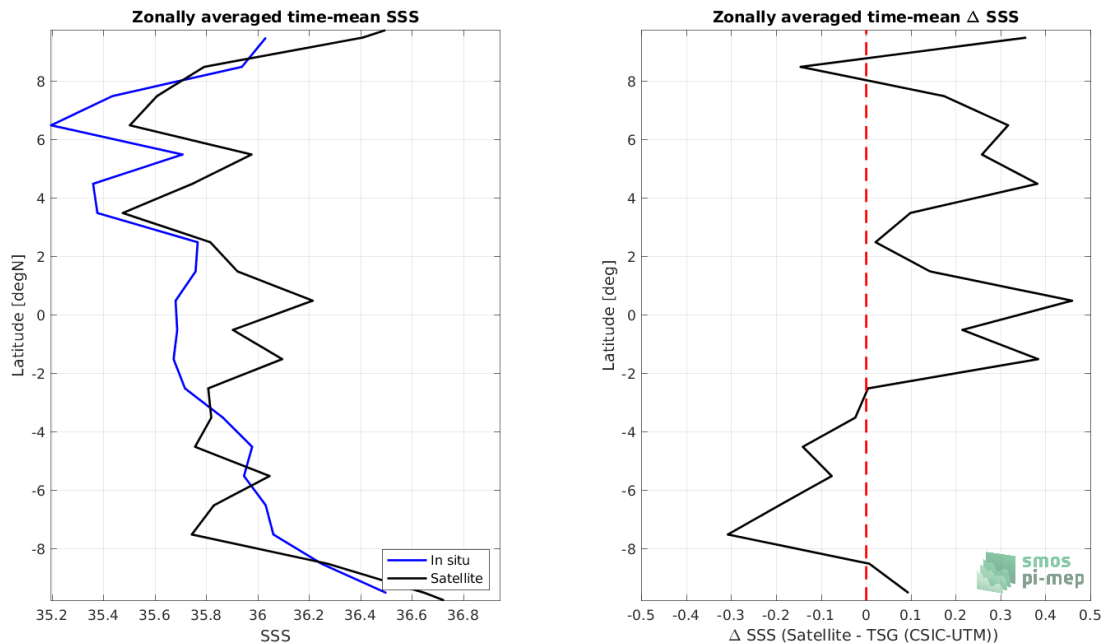 Zonally averaged time-mean SSS
Latitude [degN]
8
6
4
2
0
-2
-4
-6
-8
35.2 35.4 35.6 35.8 36 36.2 36.4 36.6 36.8
SSS
In situ
Satellite
Zonally averaged time-mean Δ SSS
Latitude [deg]
8
6
4
2
0
-2
-4
-6
-8
-0.5 -0.4 -0.3 -0.2 -0.1 0 0.1 0.2 0.3 0.4 0.5
Δ SSS (Satellite - TSG (CSIC-UTM))
smos
pi-mep